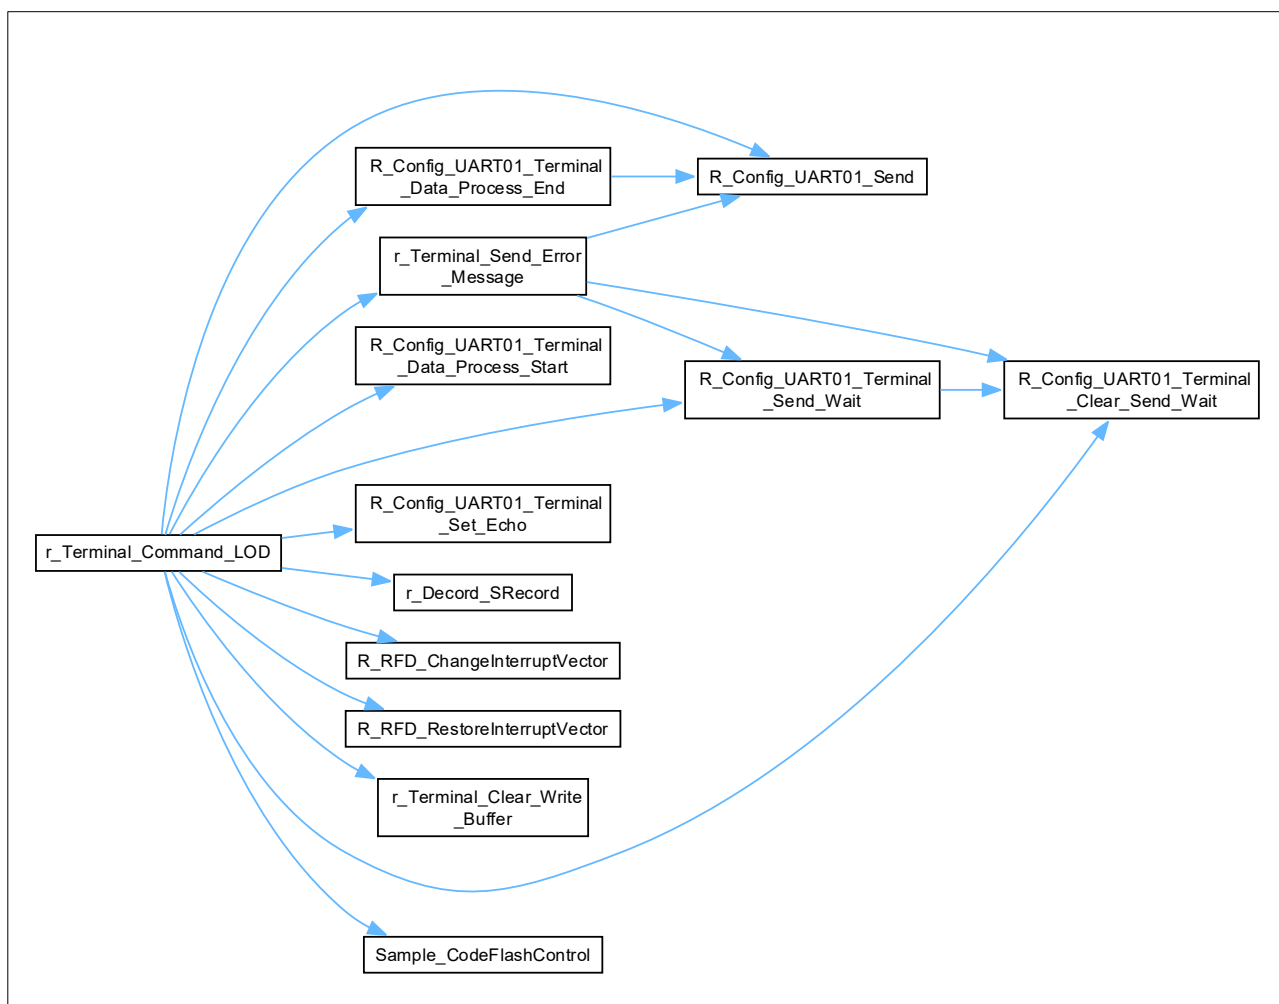 R_Config_UART01_Terminal
_Data_Process_End
R_Config_UART01_Send
r_Terminal_Send_Error
_Message
R_Config_UART01_Terminal
_Data_Process_Start
R_Config_UART01_Terminal
_Send_Wait
R_Config_UART01_Terminal
_Clear_Send_Wait
R_Config_UART01_Terminal
_Set_Echo
r_Terminal_Command_LOD
r_Decord_SRecord
R_RFD_ChangeInterruptVector
R_RFD_RestoreInterruptVector
r_Terminal_Clear_Write
_Buffer
Sample_CodeFlashControl